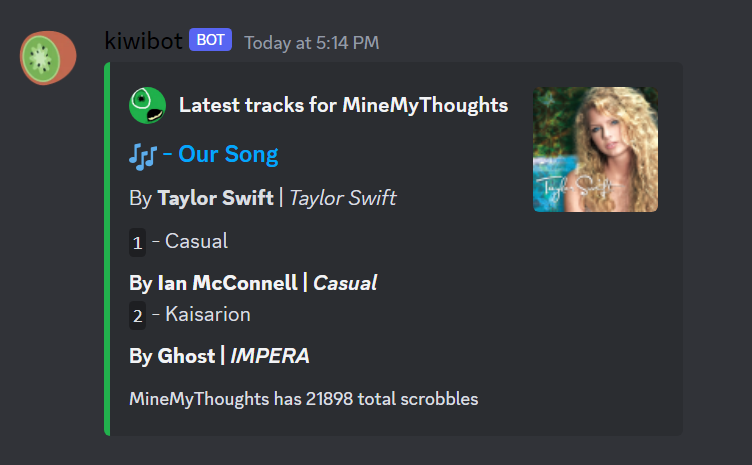 kiwibot BOT Today at 5:14 PM
Latest tracks for MineMyThoughts
🎶 - Our Song
By Taylor Swift | Taylor Swift
Taylor Swift
1 - Casual
By Ian McConnell | Casual
2 - Kaisarion
By Ghost | IMPERA
MineMyThoughts has 21898 total scrobbles